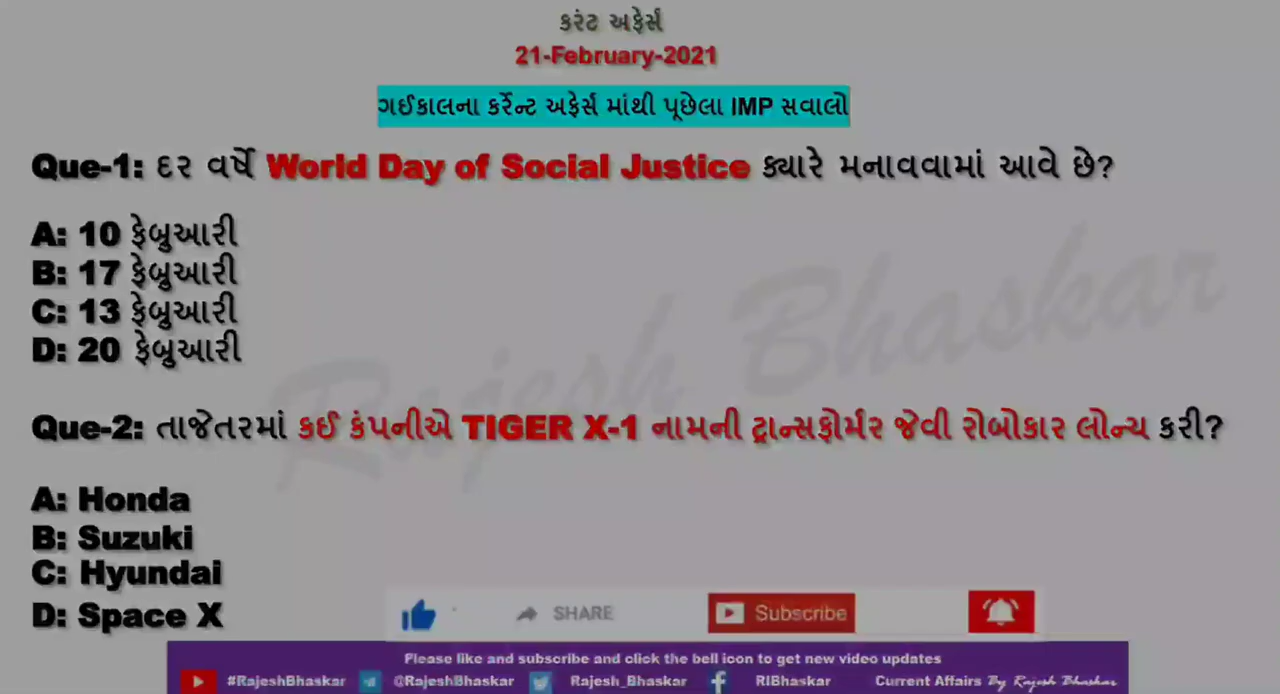 કરંટ અફેર્સ
21-February-2021
ગઈકાલના કર્રેન્ટ અફેર્સ માંથી પૂછેલા IMP સવાલો
Que-1: દર વર્ષે World Day of Social Justice ક્યારે મનાવવામાં આવે છે?
A: 10 ફેબ્રુઆરી
B: 17 ફેબ્રુઆરી
C: 13 ફેબ્રુઆરી
D: 20 ફેબ્રુઆરી
Rajesh Bhaskar
Que-2: તાજેતરમાં કઈ કંપનીએ TIGER X-1 નામની ટ્રાન્સફોર્મર જેવી રોબોકાર લોન્ચ કરી?
A: Honda
B: Suzuki
C: Hyundai
D: Space X
SHARE Subscribe
Please like and subscribe and click the bell icon to get new video updates
#RajeshBhaskar @RajeshBhaskar Rajesh_Bhaskar RIBhaskar Current Affairs By Rajesh Bhaskar